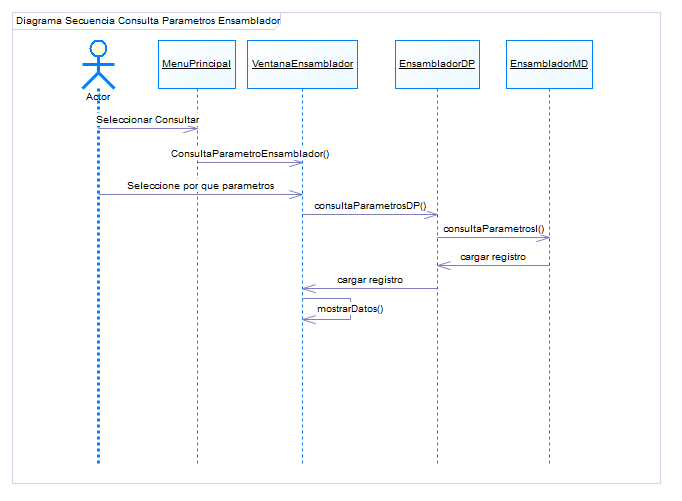 Diagrama Secuencia Consulta Parametros Ensamblador
MenuPrincipal
VentanaEnsamblador
EnsambladorDP
EnsambladorMD
Actor
Seleccionar Consultar
ConsultaParametroEnsamblador()
Seleccione por que parametros
consultaParametrosDP()
consultaParametrosI()
cargar registro
cargar registro
mostrarDatos()